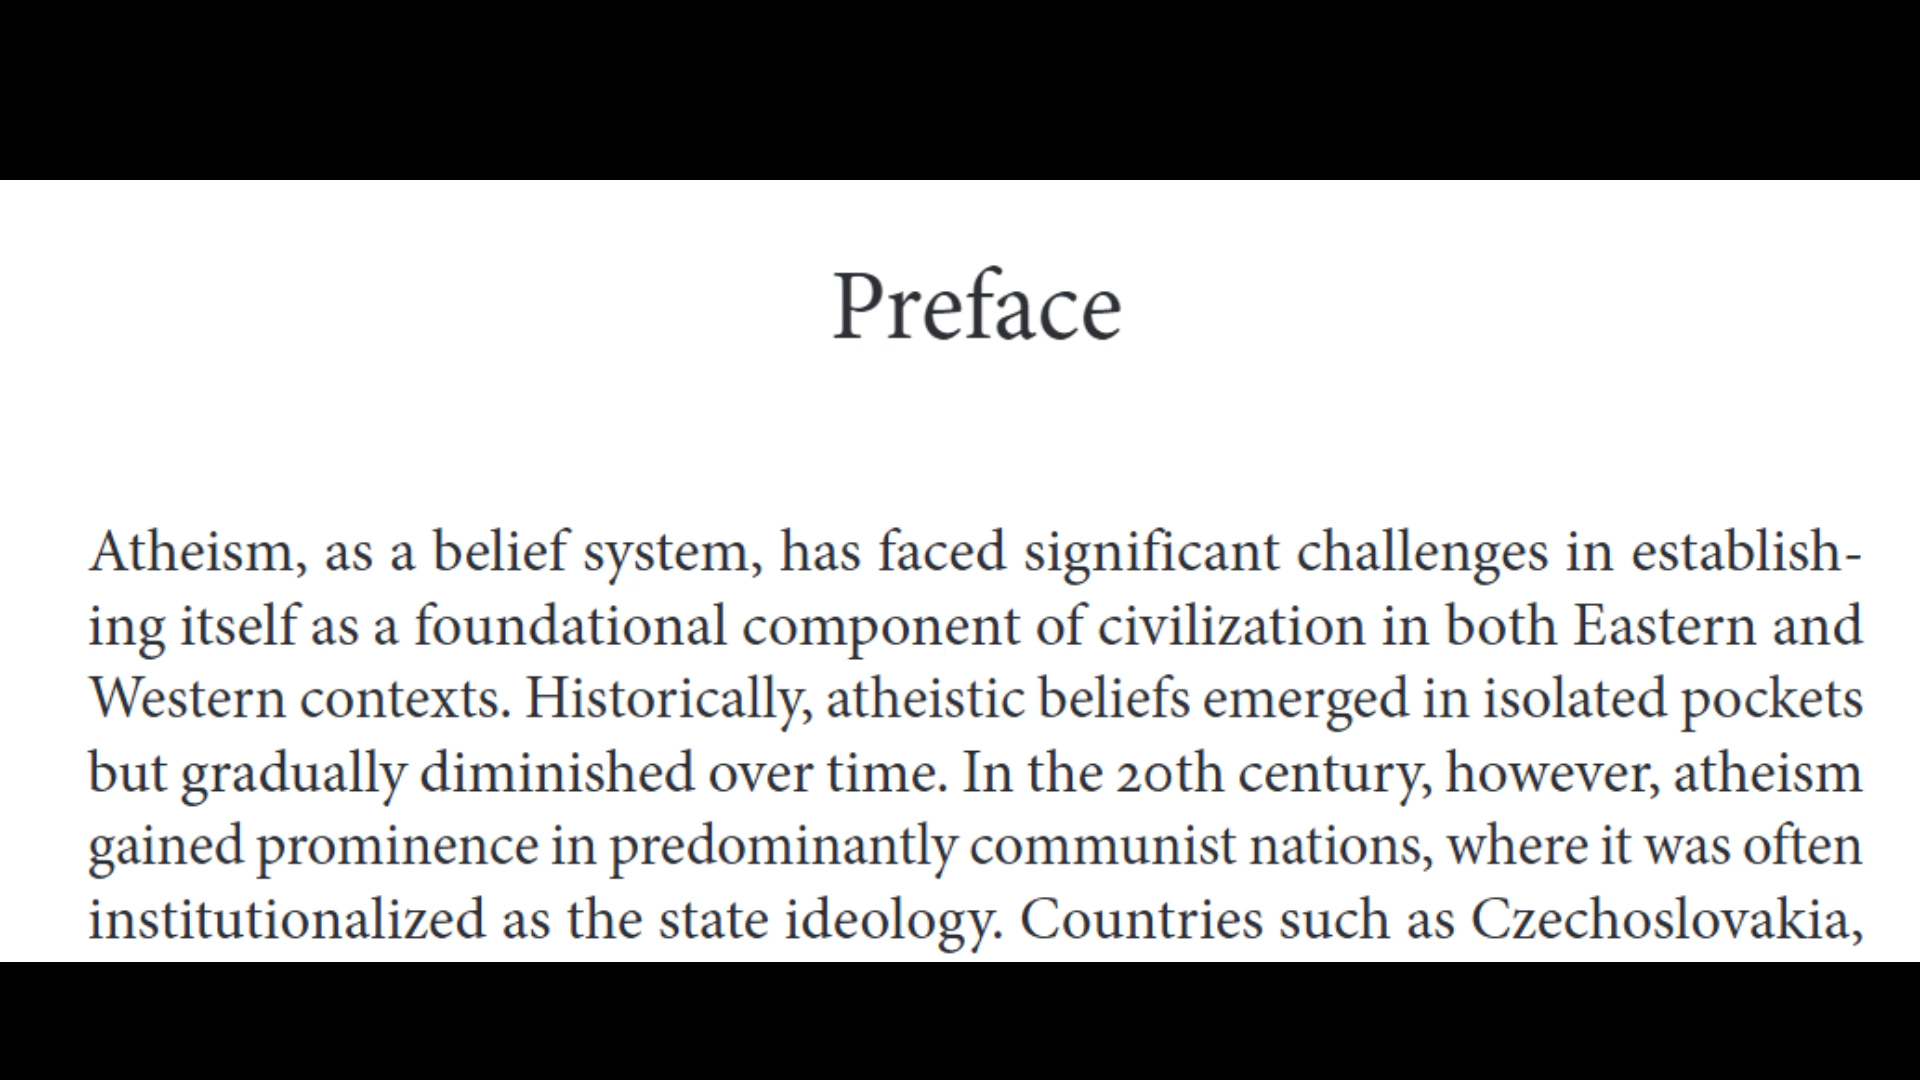 Preface
Atheism, as a belief system, has faced significant challenges in establish-
ing itself as a foundational component of civilization in both Eastern and
Western contexts. Historically, atheistic beliefs emerged in isolated pockets
but gradually diminished over time. In the 20th century, however, atheism
gained prominence in predominantly communist nations, where it was often
institutionalized as the state ideology. Countries such as Czechoslovakia,